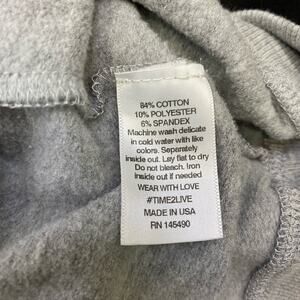 84% COTTON
10% POLYESTER
6% SPANDEX
Machine wash delicate
in cold water with like
colors. Separately
inside out. Lay flat to dry
Do not bleach. Iron
inside out if needed
WEAR WITH LOVE
#TIME2LIVE
MADE IN USA
RN 145490